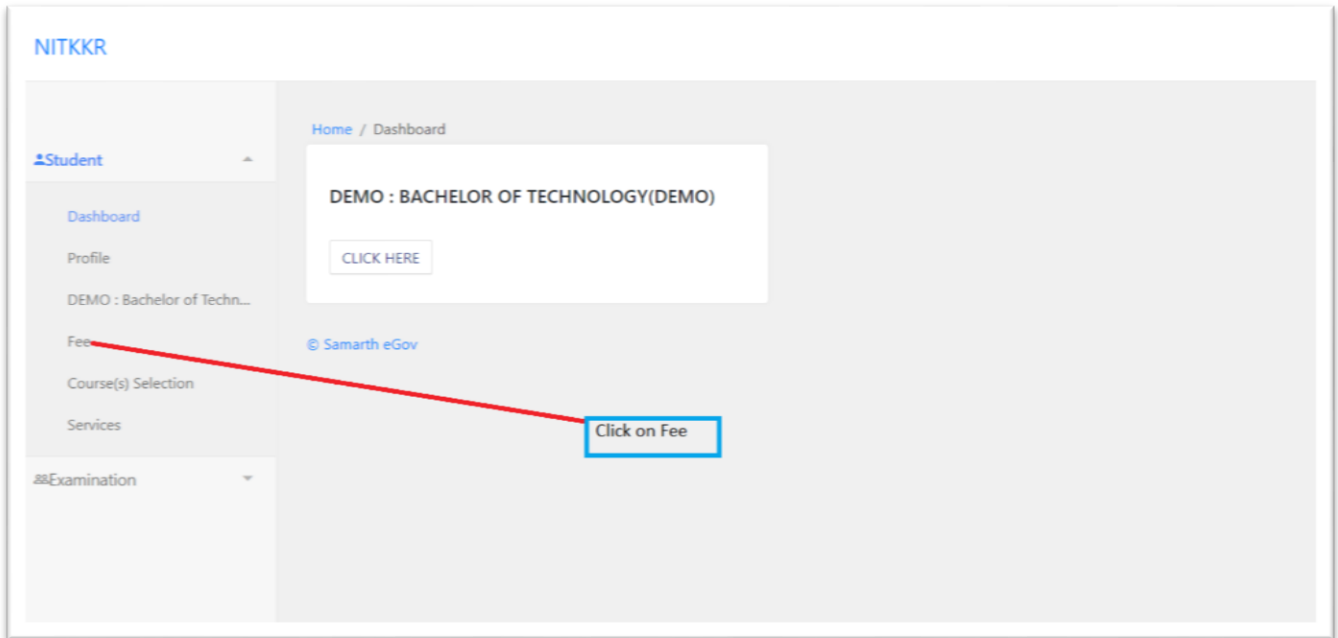 NITKKR
Home / Dashboard
Student
DEMO : BACHELOR OF TECHNOLOGY(DEMO)
Dashboard
Profile
CLICK HERE
DEMO : Bachelor of Techn...
Fee
© Samarth eGov
Course(s) Selection
Services
Click on Fee
Examination